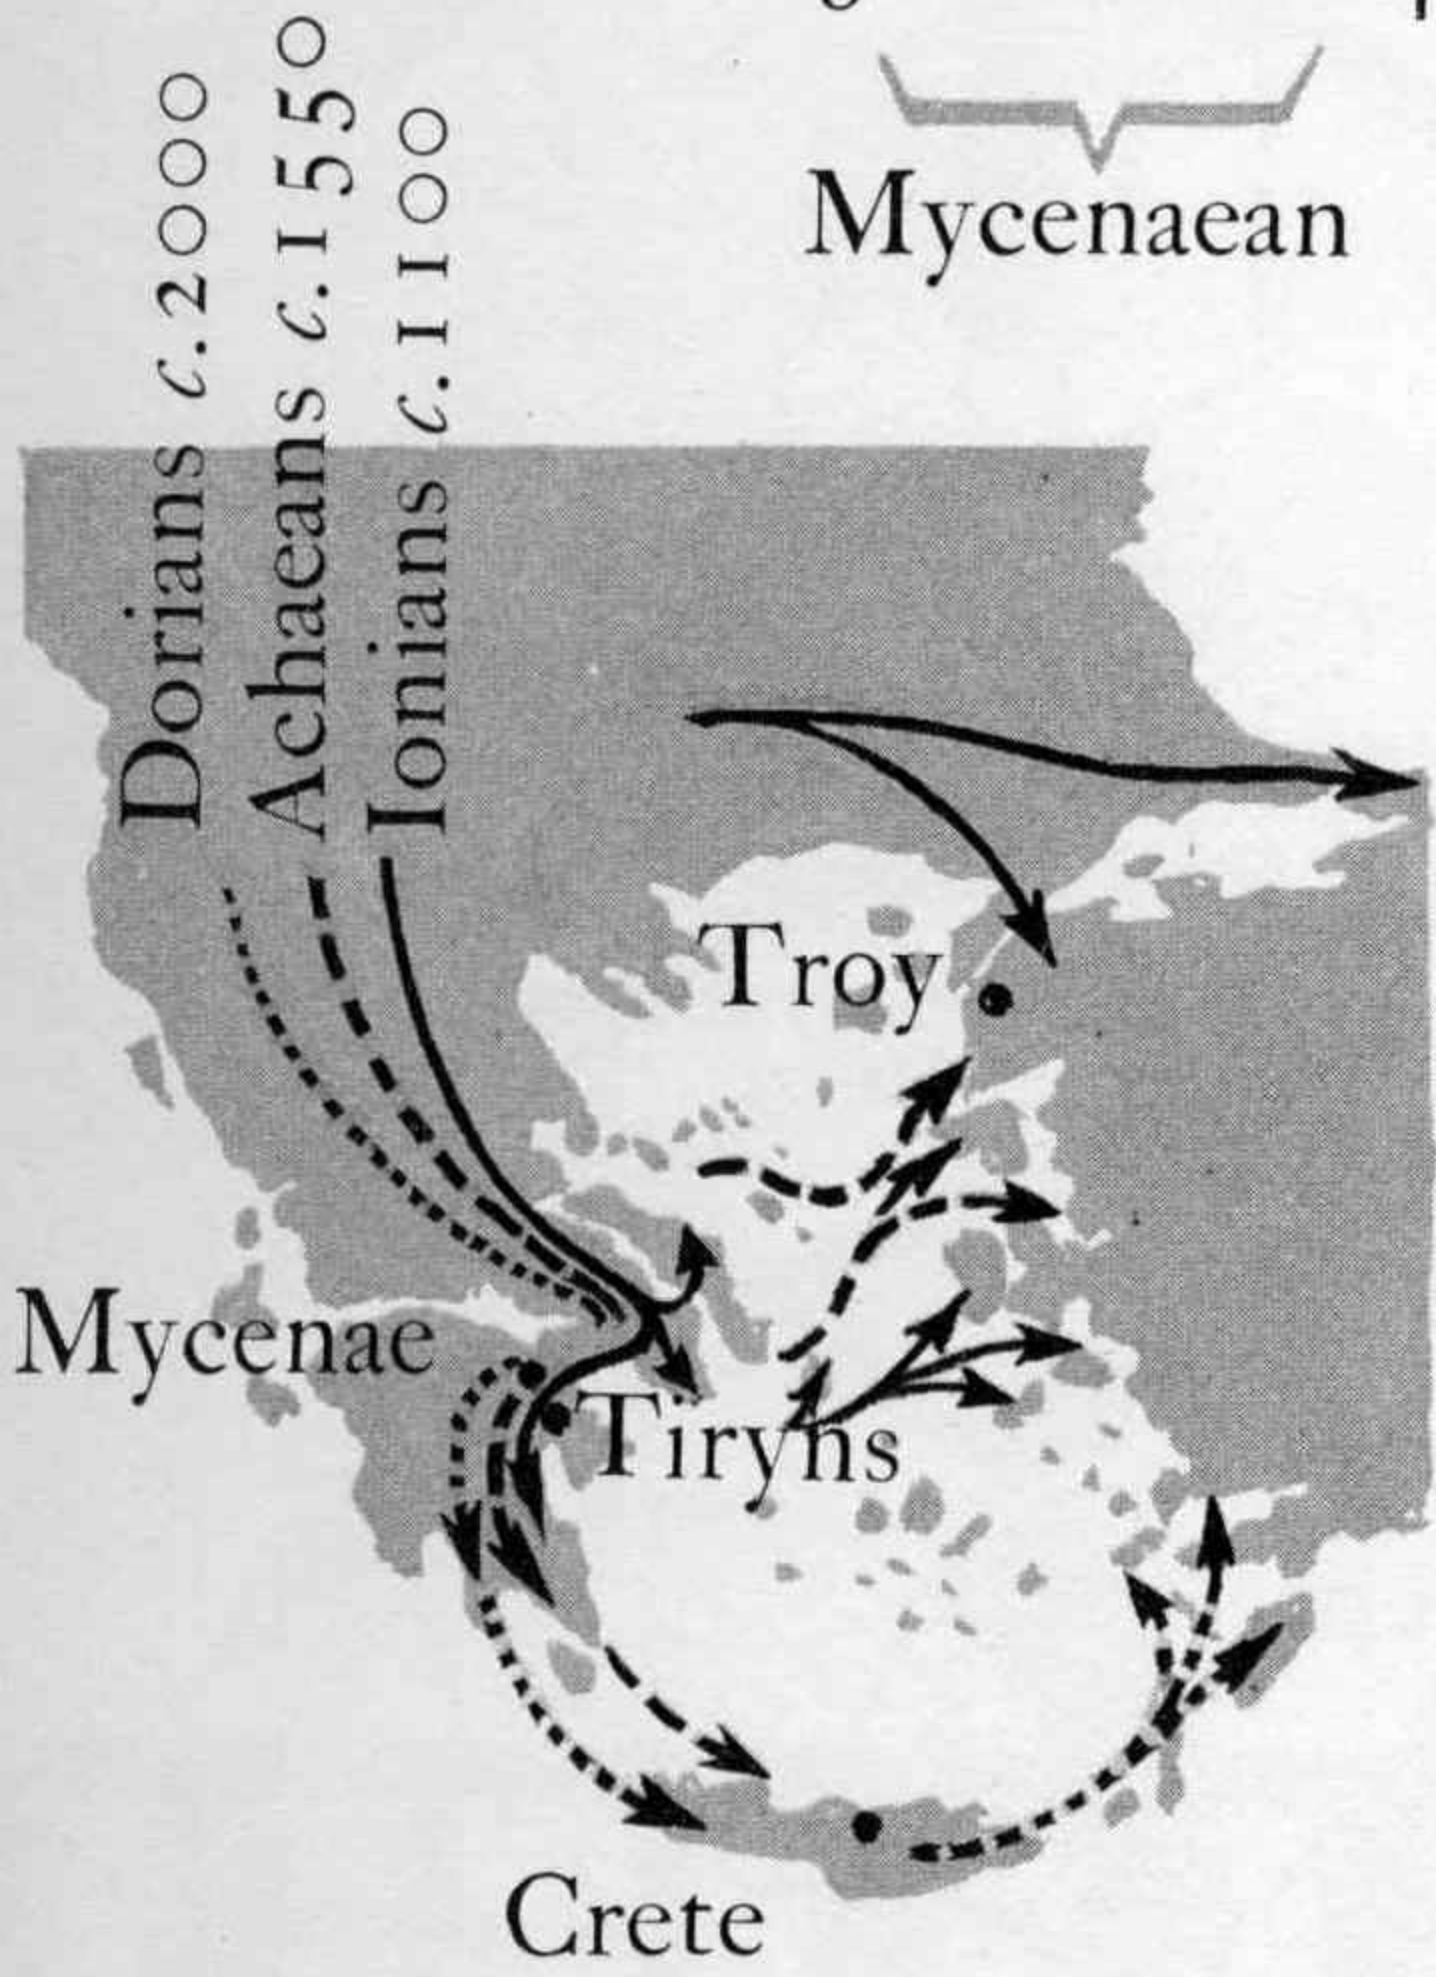 Mycenaean
Dorians c.2000
Achaeans c.1550
Ionians c.1100
Troy
Mycenae
Tiryns
Crete